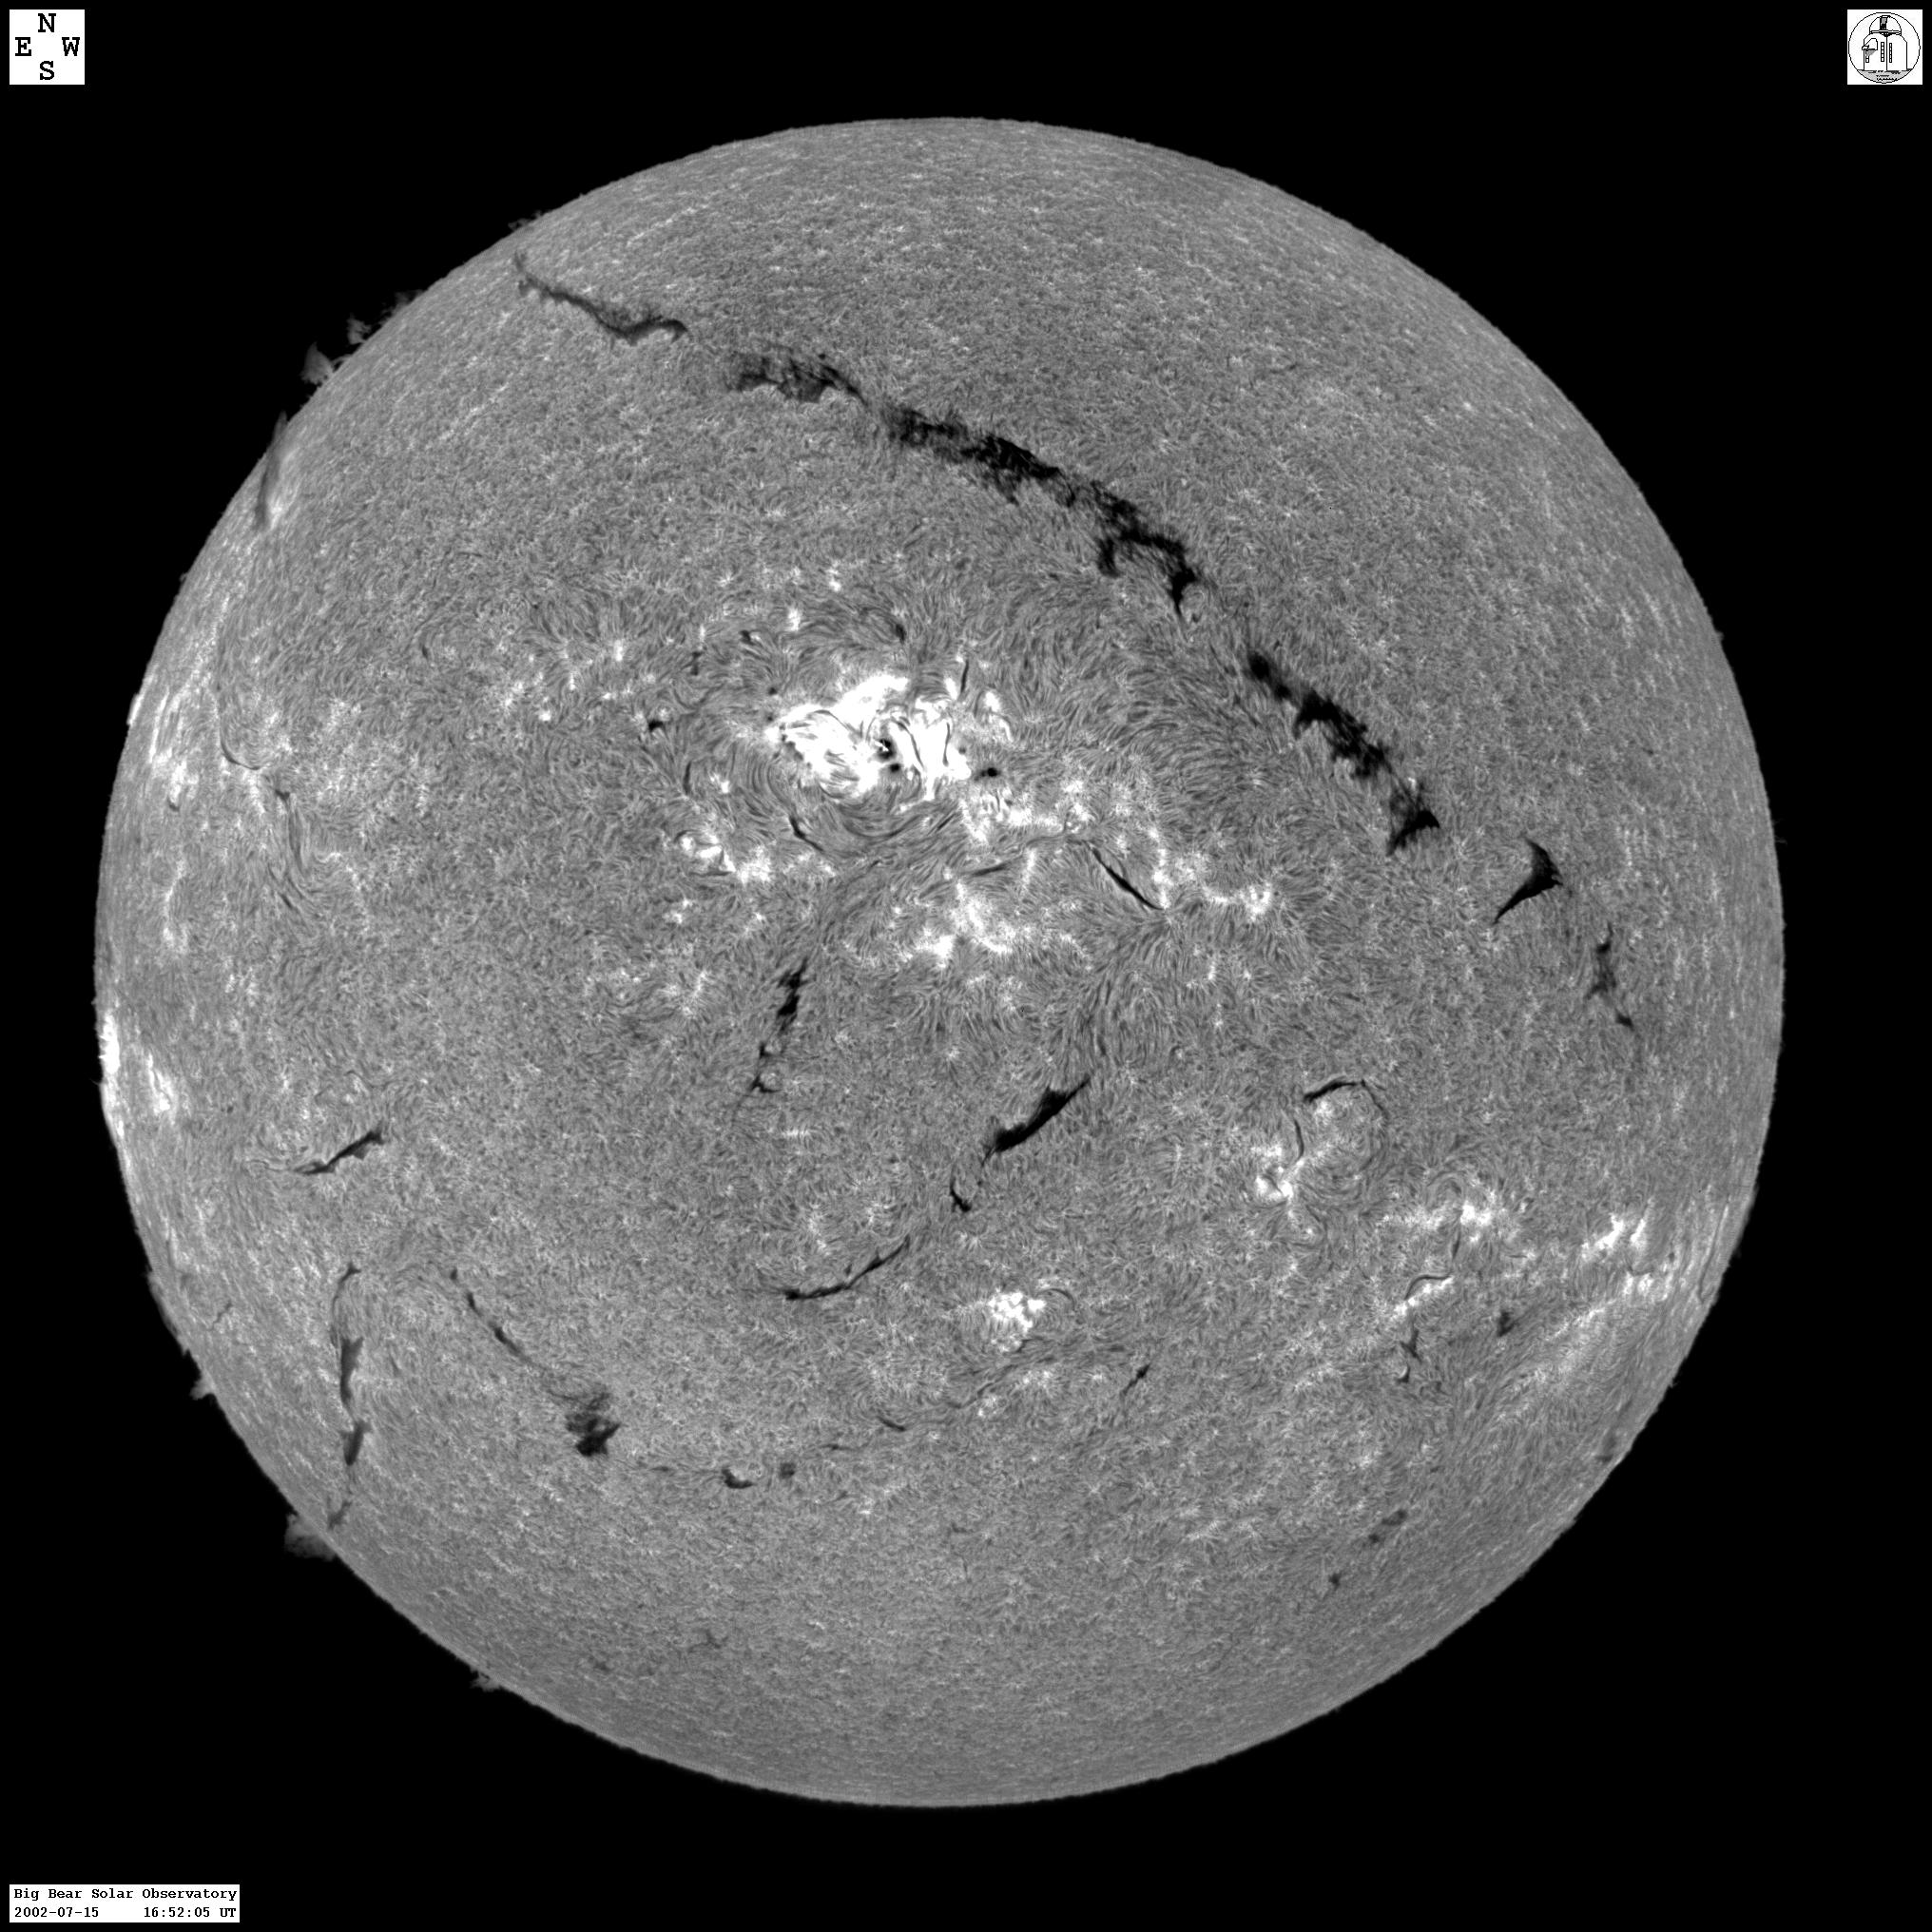 N
E W
S
Big Bear Solar Observatory
2002-07-15 16:52:05 UT